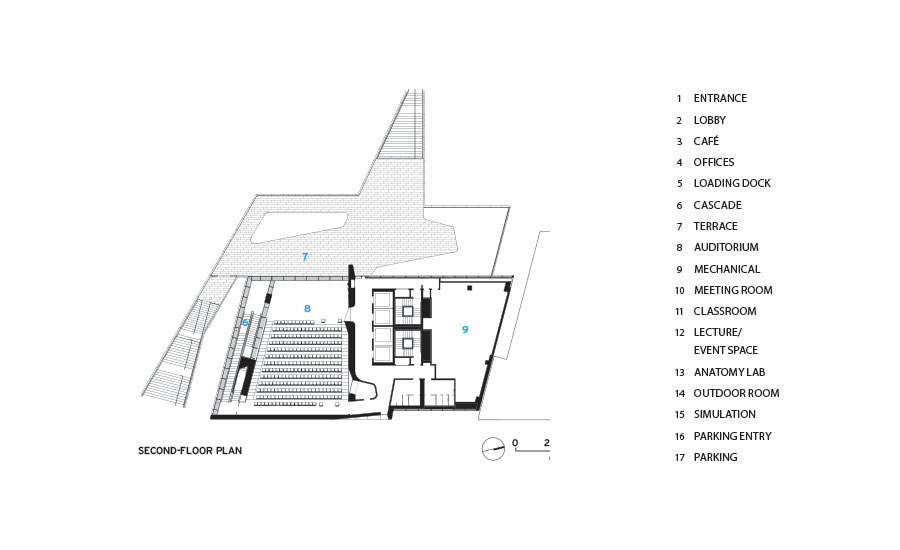 7
8
6
9
SECOND-FLOOR PLAN
0 2
1 ENTRANCE
2 LOBBY
3 CAFÉ
4 OFFICES
5 LOADING DOCK
6 CASCADE
7 TERRACE
8 AUDITORIUM
9 MECHANICAL
10 MEETING ROOM
11 CLASSROOM
12 LECTURE/
EVENT SPACE
13 ANATOMY LAB
14 OUTDOOR ROOM
15 SIMULATION
16 PARKING ENTRY
17 PARKING